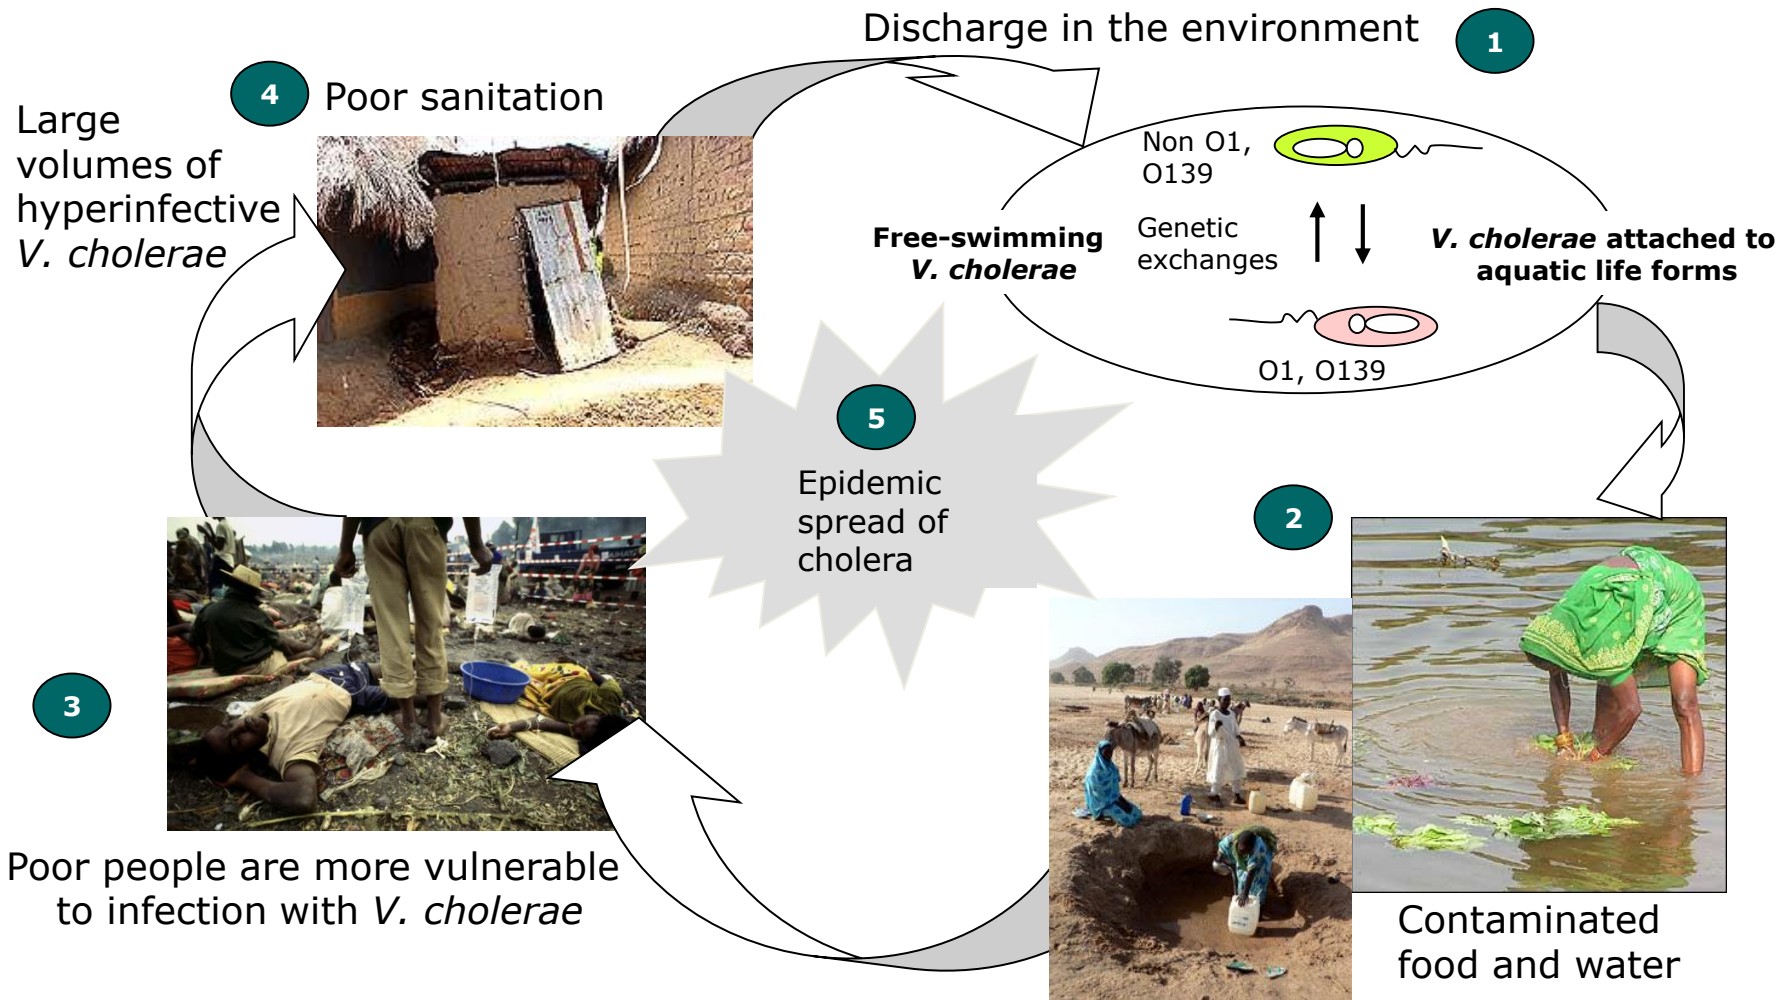 Discharge in the environment
1
Non O1,
O139
Free-swimming
V. cholerae
Genetic
exchanges
V. cholerae attached to
aquatic life forms
O1, O139
2
Contaminated
food and water
3
Poor people are more vulnerable
to infection with V. cholerae
4
Poor sanitation
Large
volumes of
hyperinfective
V. cholerae
5
Epidemic
spread of
cholera